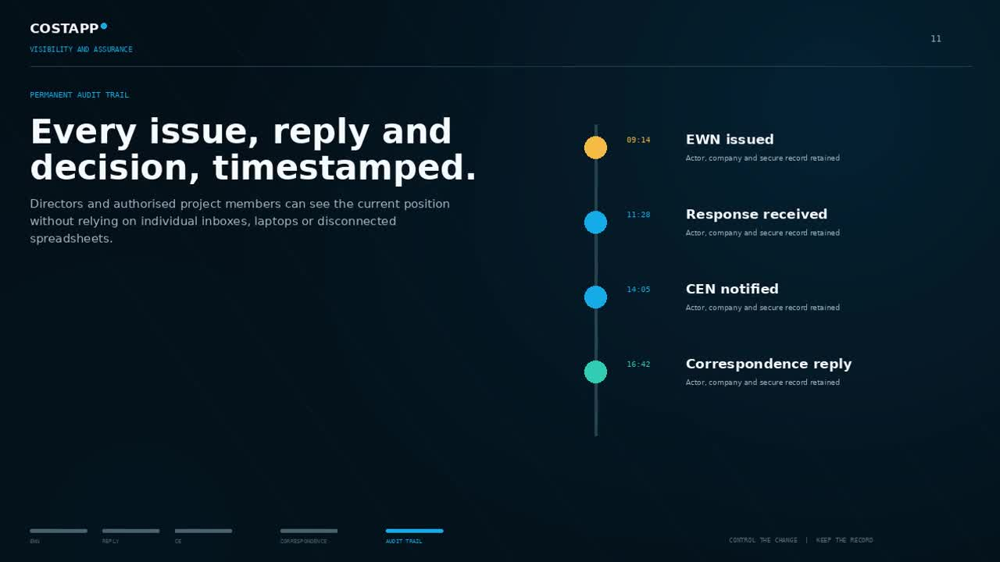 COSTAPP
VISIBILITY AND ASSURANCE
11
PERMANENT AUDIT TRAIL
Every issue, reply and
decision, timestamped.
Directors and authorised project members can see the current position
without relying on individual inboxes, laptops or disconnected
spreadsheets.
09:14 EWN issued
Actor, company and secure record retained
11:28 Response received
Actor, company and secure record retained
14:05 CEN notified
Actor, company and secure record retained
16:42 Correspondence reply
Actor, company and secure record retained
EWN REPLY CE CORRESPONDENCE AUDIT TRAIL
CONTROL THE CHANGE | KEEP THE RECORD